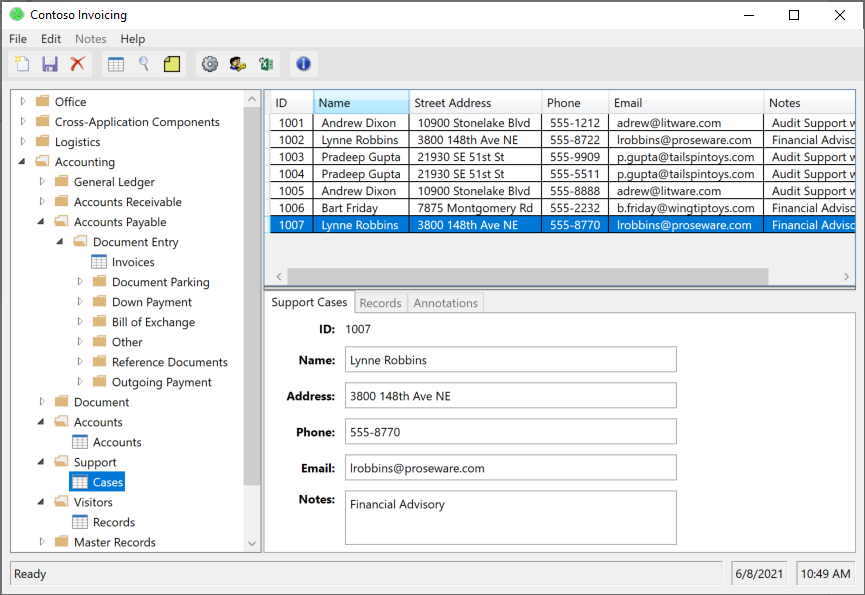 Contoso Invoicing
File Edit Notes Help
Office
Cross-Application Components
Logistics
Accounting
General Ledger
Accounts Receivable
Accounts Payable
Document Entry
Invoices
Document Parking
Down Payment
Bill of Exchange
Other
Reference Documents
Outgoing Payment
Document
Accounts
Accounts
Support
Cases
Visitors
Records
Master Records
ID Name Street Address Phone Email Notes
1001 Andrew Dixon 10900 Stonelake Blvd 555-1212 adrew@litware.com Audit Support
1002 Lynne Robbins 3800 148th Ave NE 555-8722 lrobbins@proseware.com Financial Adviso
1003 Pradeep Gupta 21930 SE 51st St 555-9909 p.gupta@tailspintoys.com Audit Support w
1004 Pradeep Gupta 21930 SE 51st St 555-5511 p.gupta@tailspintoys.com Audit Support w
1005 Andrew Dixon 10900 Stonelake Blvd 555-8888 adrew@litware.com Audit Support w
1006 Bart Friday 7875 Montgomery Rd 555-2232 b.friday@wingtiptoys.com Financial Adviso
1007 Lynne Robbins 3800 148th Ave NE 555-8770 lrobbins@proseware.com Financial Adviso
Support Cases Records Annotations
ID: 1007
Name: Lynne Robbins
Address: 3800 148th Ave NE
Phone: 555-8770
Email: lrobbins@proseware.com
Notes: Financial Advisory
Ready 6/8/2021 10:49 AM